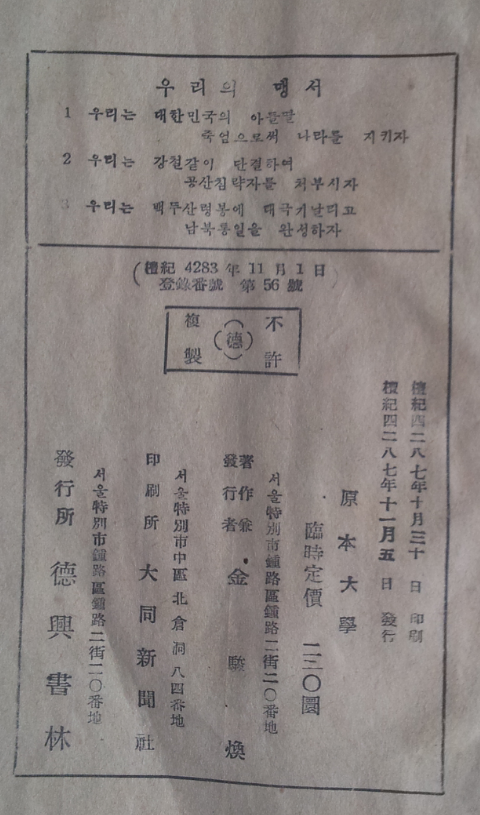 우리의 맹서
1 우리는 대한민국의 아들딸
죽엄으로써 나라를 지키자
2 우리는 강철같이 단결하여
공산침략자를 처부시자
3 우리는 백두산령봉에 태극기날리고
남북통일을 완성하자
(檀紀 4283 年 11 月 1 日
登錄番號 第 56 號
不許
(德)
複製
檀紀四二八七年十月三十日 印刷
檀紀四二八七年十一月五日 發行
原本大學
臨時定價 二三〇圜
서울特別市鍾路區鍾路二街二〇番地
著作兼
發行者 金駿煥
서울特別市中區北倉洞八四番地
印刷所 大同新聞社
서울特別市鍾路區鍾路二街二〇番地
發行所 德興書林